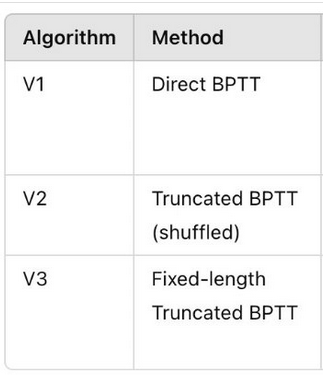 Algorithm Method
V1 Direct BPTT
V2 Truncated BPTT
(shuffled)
V3 Fixed-length
Truncated BPTT